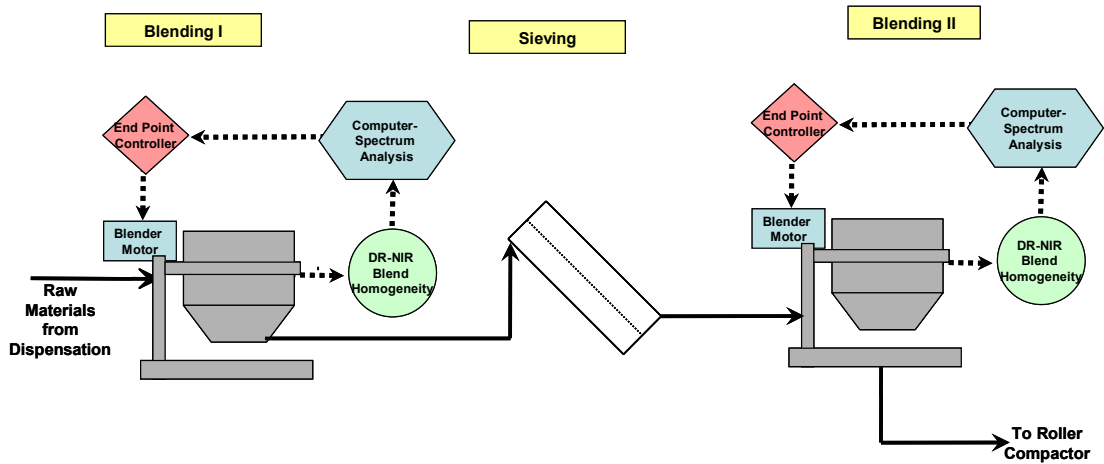 Blending I
Sieving
Blending II
End Point
Controller
Computer-
Spectrum
Analysis
Blender
Motor
DR-NIR
Blend
Homogeneity
Raw
Materials
from
Dispensation
End Point
Controller
Computer-
Spectrum
Analysis
Blender
Motor
DR-NIR
Blend
Homogeneity
To Roller
Compactor